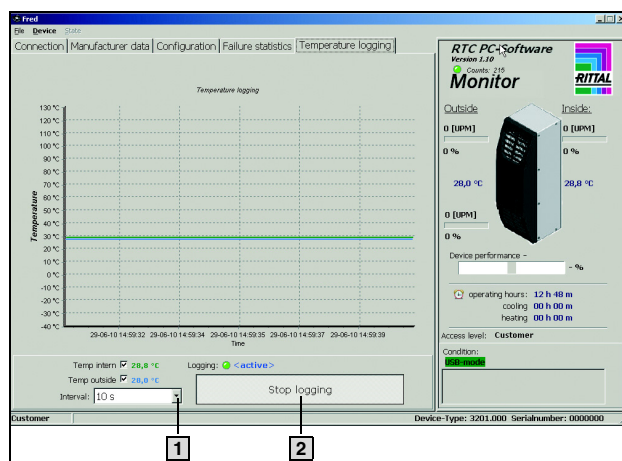 Fred
File Device State
Connection Manufacturer data Configuration Failure statistics Temperature logging
Temperature logging
130 °C
120 °C
110 °C
100 °C
90 °C
80 °C
70 °C
60 °C
50 °C
40 °C
30 °C
20 °C
10 °C
0 °C
-10 °C
-20 °C
-30 °C
-40 °C
Temperature
29-06-10 14:59:32 29-06-10 14:59:34 29-06-10 14:59:35 29-06-10 14:59:37 29-06-10 14:59:39
Time
Temp intern 28,8 °C
Temp outside 28,0 °C
Interval: 10 s
Logging: <active>
Stop logging
RTC PC-Software
Version 1.10
Counts: 215
Monitor
RITTAL
Outside Inside:
0 [UPM] 0 [UPM]
0 % 0 %
28,0 °C 28,8 °C
0 [UPM]
0 %
Device performance -
- %
operating hours: 12 h 48 m
cooling 00 h 00 m
heating 00 h 00 m
Access level: Customer
Condition:
USB-mode
Customer Device-Type: 3201.000 Serialnumber: 0000000
1 2